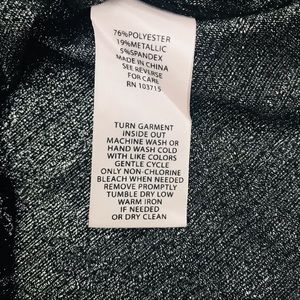 76%POLYESTER
19%METALLIC
5%SPANDEX
MADE IN CHINA
SEE REVERSE
FOR CARE
RN 103715
TURN GARMENT
INSIDE OUT
MACHINE WASH OR
HAND WASH COLD
WITH LIKE COLORS
GENTLE CYCLE
ONLY NON-CHLORINE
BLEACH WHEN NEEDED
REMOVE PROMPTLY
TUMBLE DRY LOW
WARM IRON
IF NEEDED
OR DRY CLEAN